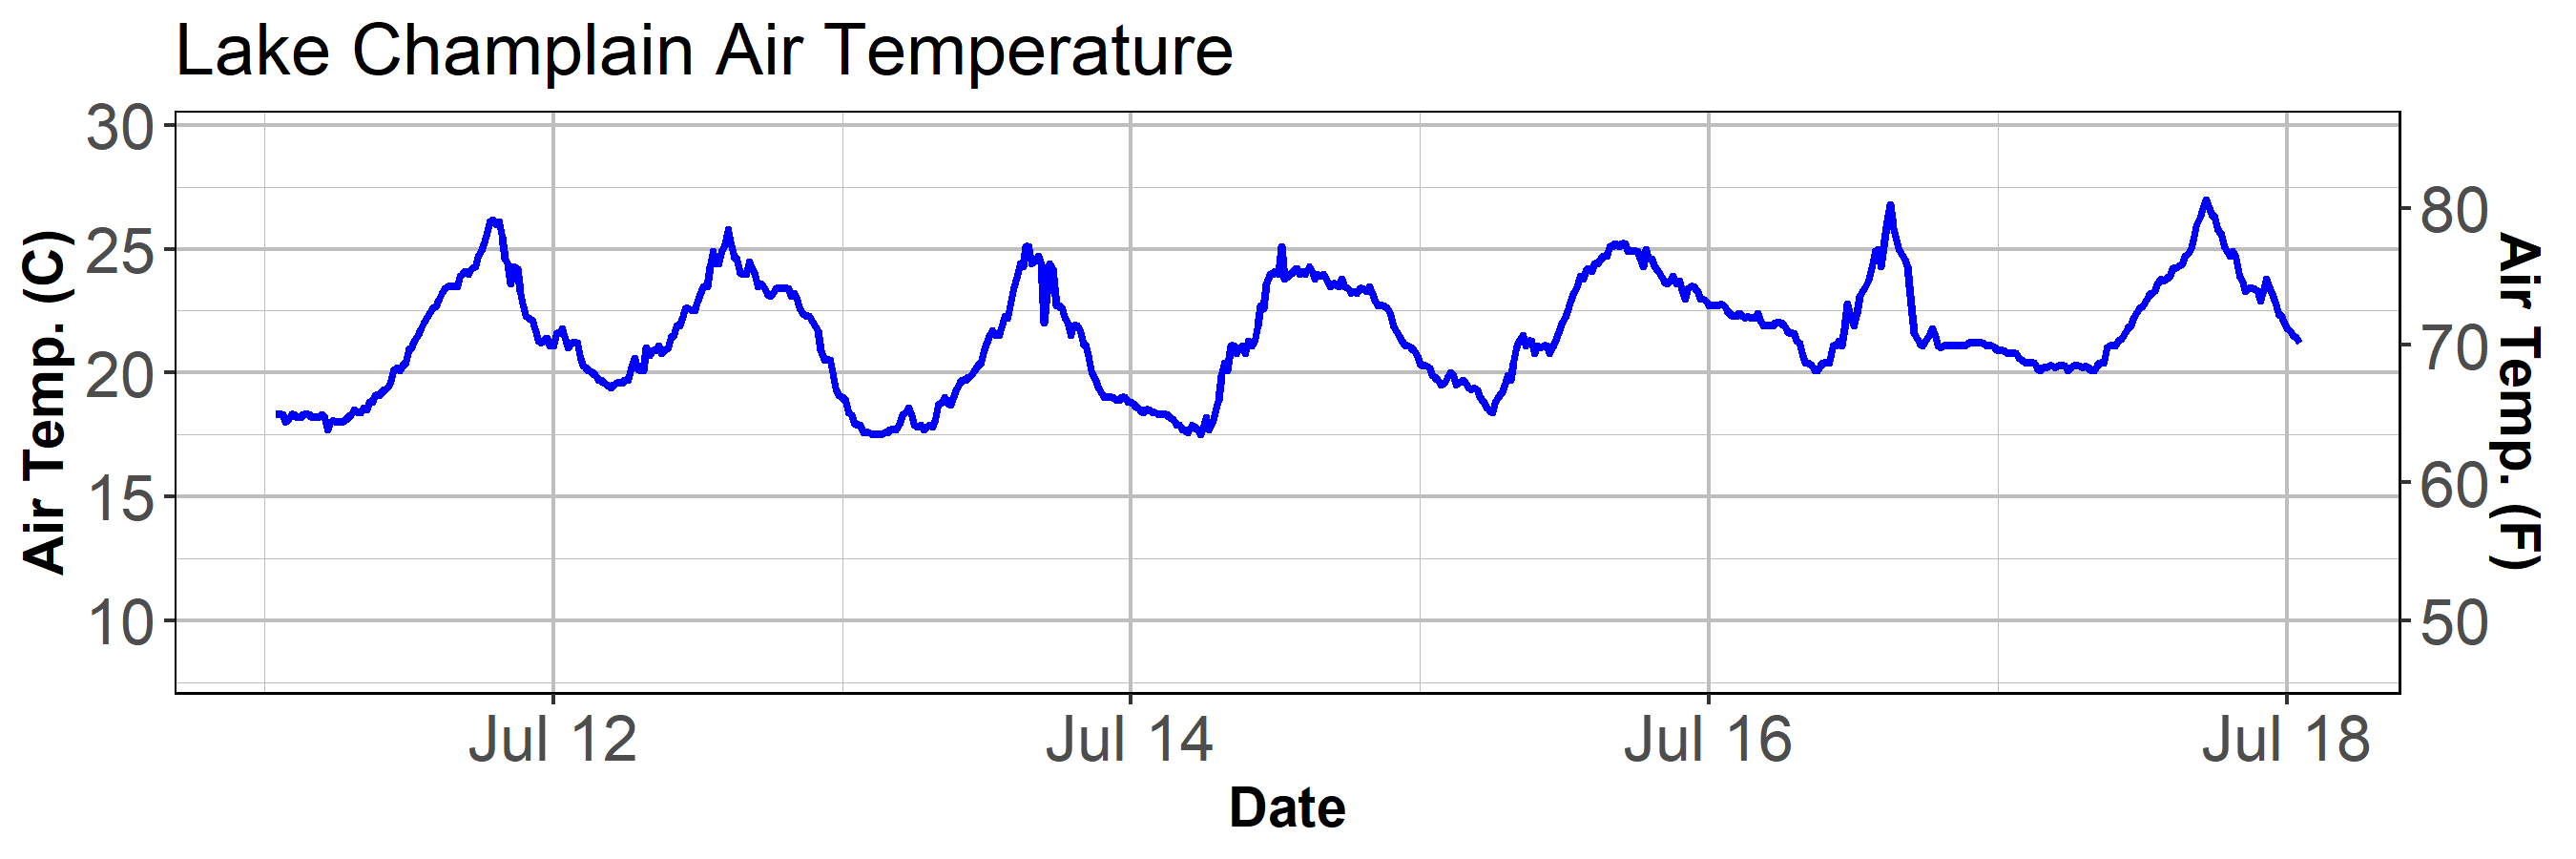 Lake Champlain Air Temperature
30
25
20
15
10
Air Temp. (C)
80
70
60
50
Air Temp. (F)
Jul 12 Jul 14 Jul 16 Jul 18
Date